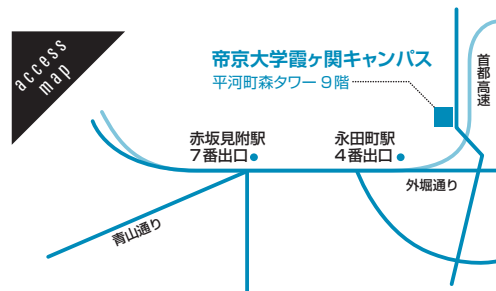 access
map
帝京大学霞ヶ関キャンパス
平河町森タワー 9階
首都高速
赤坂見附駅
7番出口
永田町駅
4番出口
外堀通り
青山通り